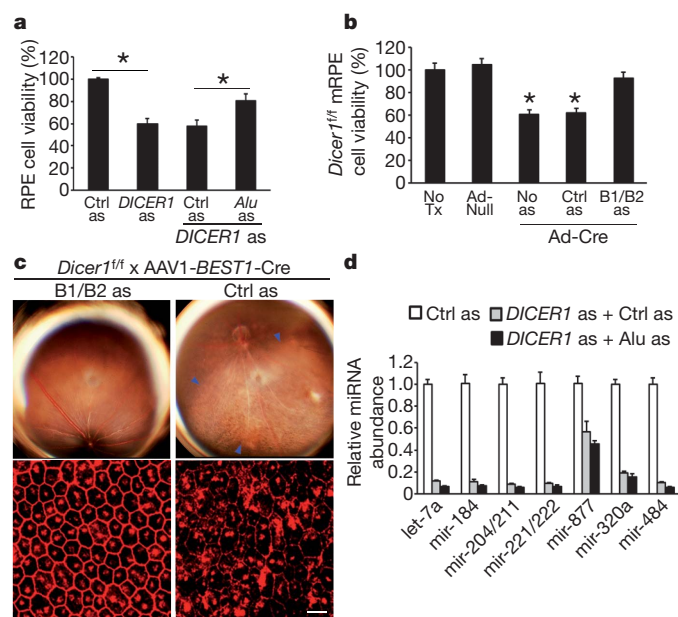 a
RPE cell viability (%)
120
100
80
60
40
20
0
*
*
Ctrl as
DICER1 as
Ctrl as
Alu as
DICER1 as
b
Dicer1f/f mRPE
cell viability (%)
120
100
80
60
40
20
0
*
*
No Tx
Ad-Null
No as
Ctrl as
B1/B2 as
Ad-Cre
c
Dicer1f/f x AAV1-BEST1-Cre
B1/B2 as
Ctrl as
d
Ctrl as
DICER1 as + Ctrl as
DICER1 as + Alu as
Relative miRNA
abundance
1.2
1.0
0.8
0.6
0.4
0.2
0
let-7a
mir-184
mir-204/211
mir-221/222
mir-877
mir-320a
mir-484